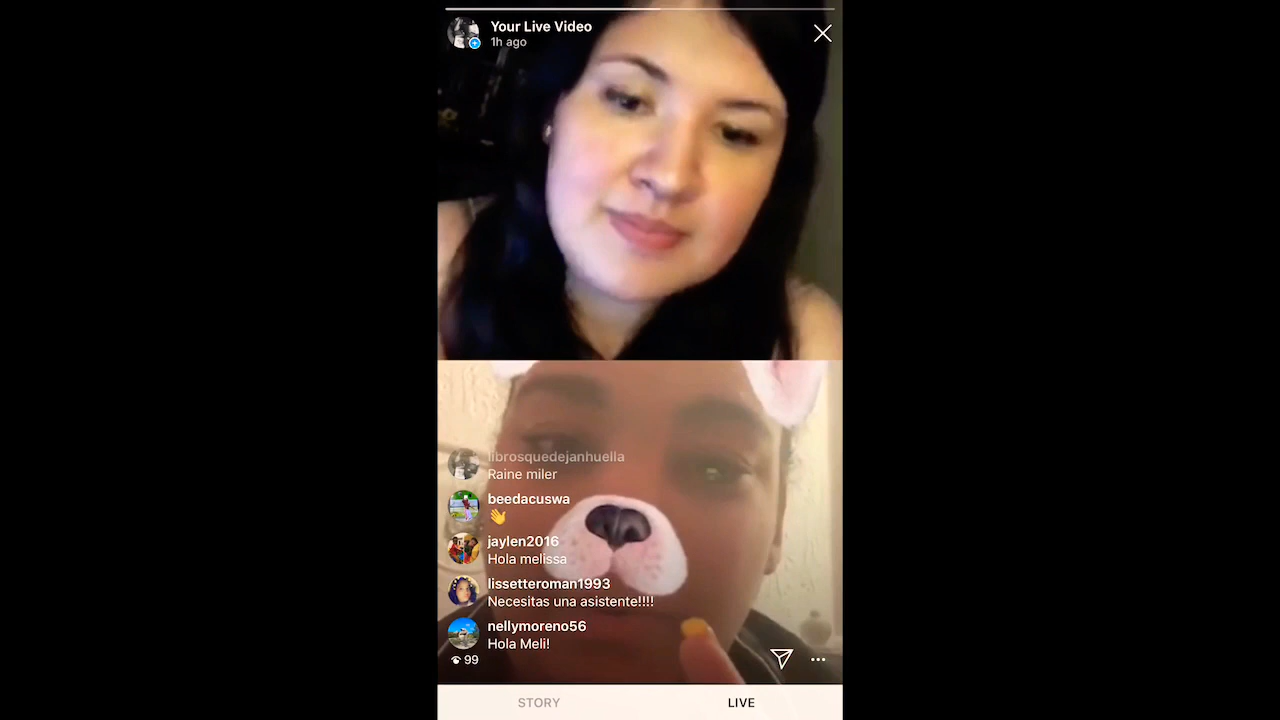 Your Live Video
1h ago
librosquedejanhuella
Raine miler
beedacuswa
👋
jaylen2016
Hola melissa
lissetteroman1993
Necesitas una asistente!!!!
nellymoreno56
Hola Meli!
99
STORY
LIVE